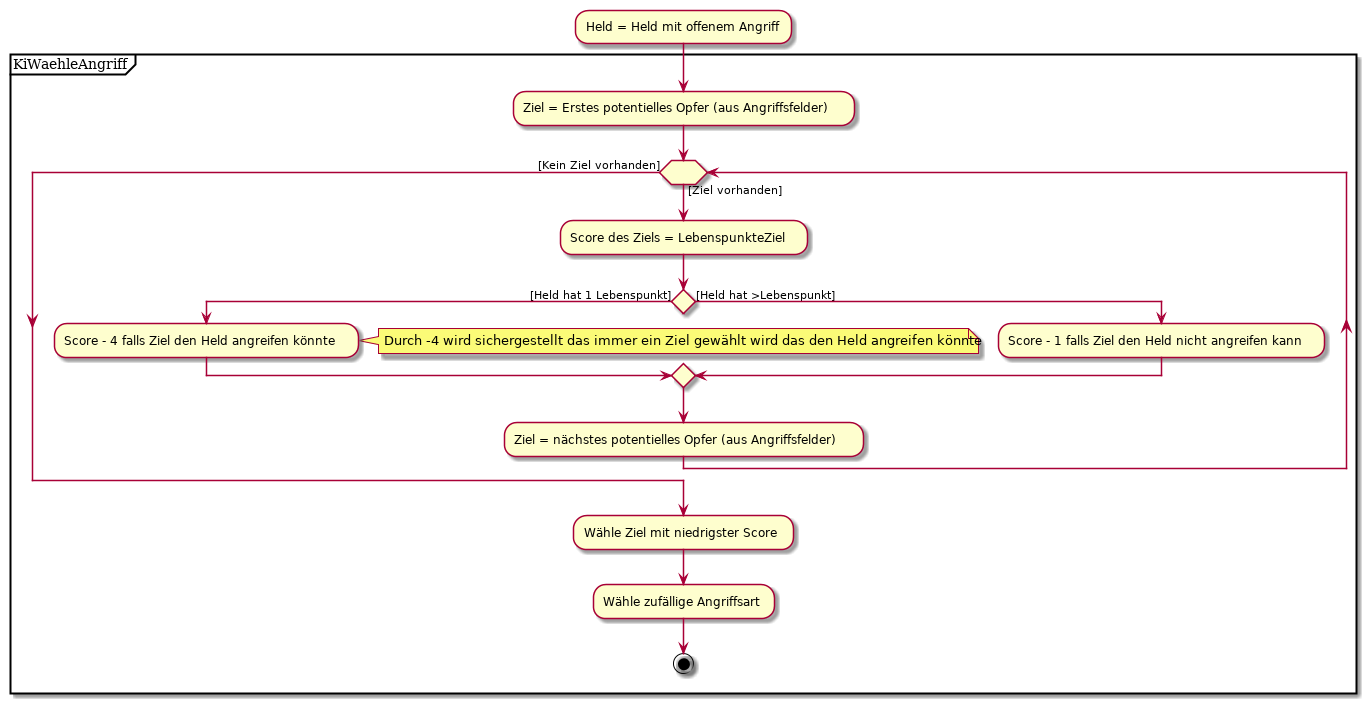 Held = Held mit offenem Angriff
KiWaehleAngriff
Ziel = Erstes potentielles Opfer (aus Angriffsfelder)
[Kein Ziel vorhanden]
[Ziel vorhanden]
Score des Ziels = LebenspunkteZiel
[Held hat 1 Lebenspunkt]
[Held hat >Lebenspunkt]
Score - 4 falls Ziel den Held angreifen könnte
Durch -4 wird sichergestellt das immer ein Ziel gewählt wird das den Held angreifen könnte
Score - 1 falls Ziel den Held nicht angreifen kann
Ziel = nächstes potentielles Opfer (aus Angriffsfelder)
Wähle Ziel mit niedrigster Score
Wähle zufällige Angriffsart